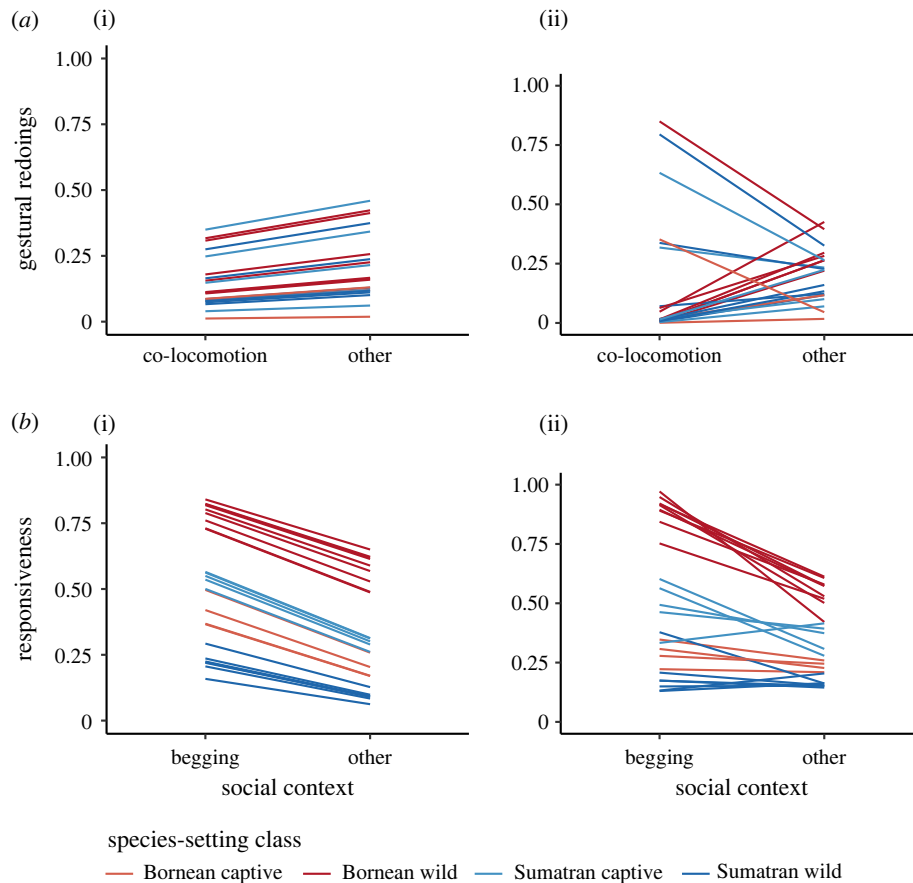 (a) (i) (ii)
gestural redoings
1.00
0.75
0.50
0.25
0
co-locomotion other
1.00
0.75
0.50
0.25
0
co-locomotion other
(b) (i) (ii)
responsiveness
1.00
0.75
0.50
0.25
0
begging other
social context
1.00
0.75
0.50
0.25
0
begging other
social context
species-setting class
Bornean captive Bornean wild Sumatran captive Sumatran wild